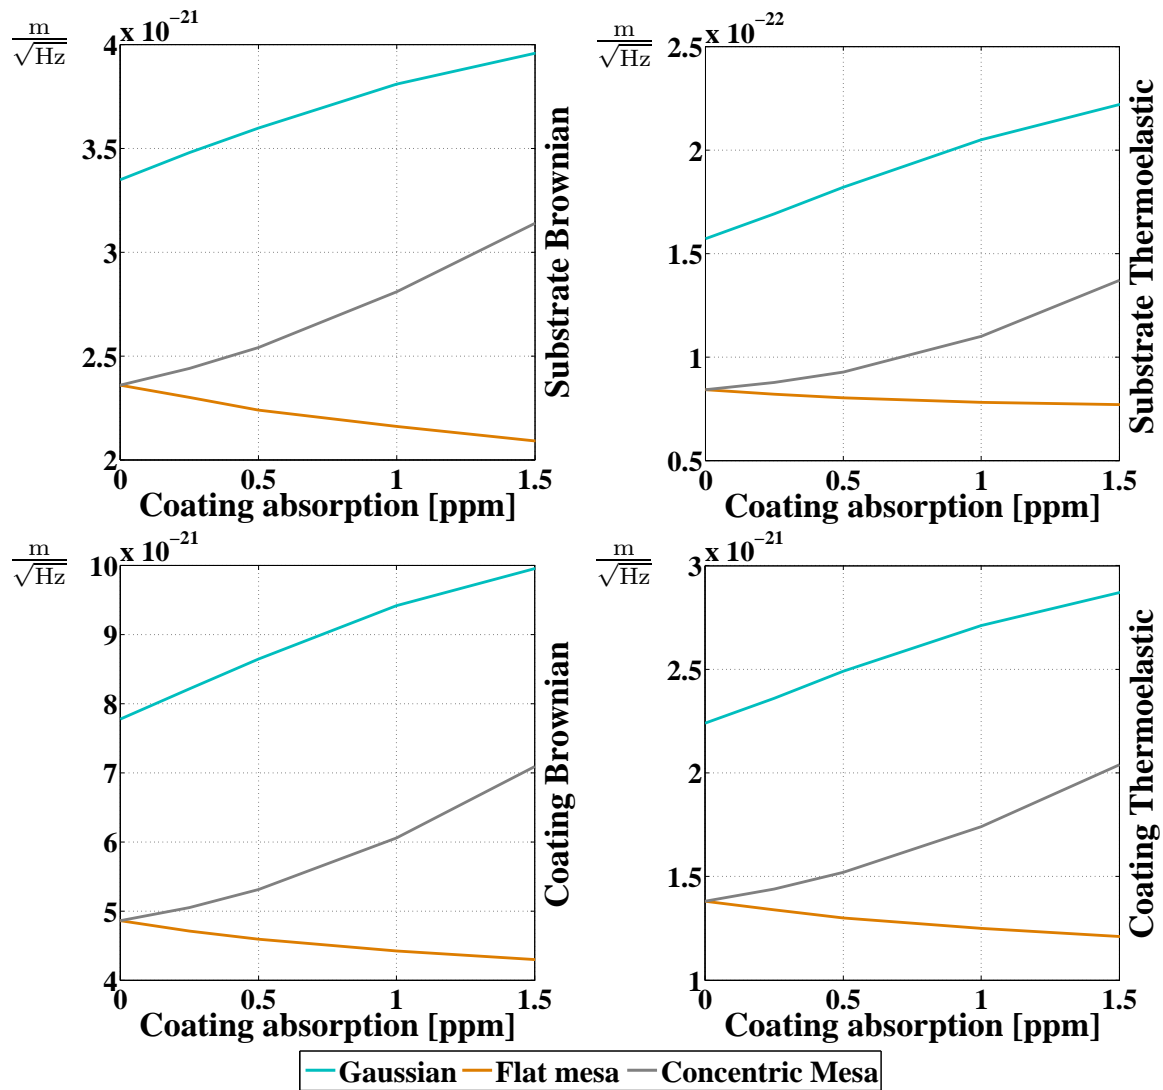 m/√Hz
x 10⁻²¹
4
3.5
3
2.5
2
0 0.5 1 1.5
Coating absorption [ppm]
Substrate Brownian
m/√Hz
x 10⁻²²
2.5
2
1.5
1
0.5
0 0.5 1 1.5
Coating absorption [ppm]
Substrate Thermoelastic
m/√Hz
x 10⁻²¹
10
9
8
7
6
5
4
0 0.5 1 1.5
Coating absorption [ppm]
Coating Brownian
m/√Hz
x 10⁻²¹
3
2.5
2
1.5
1
0 0.5 1 1.5
Coating absorption [ppm]
Coating Thermoelastic
Gaussian Flat mesa Concentric Mesa